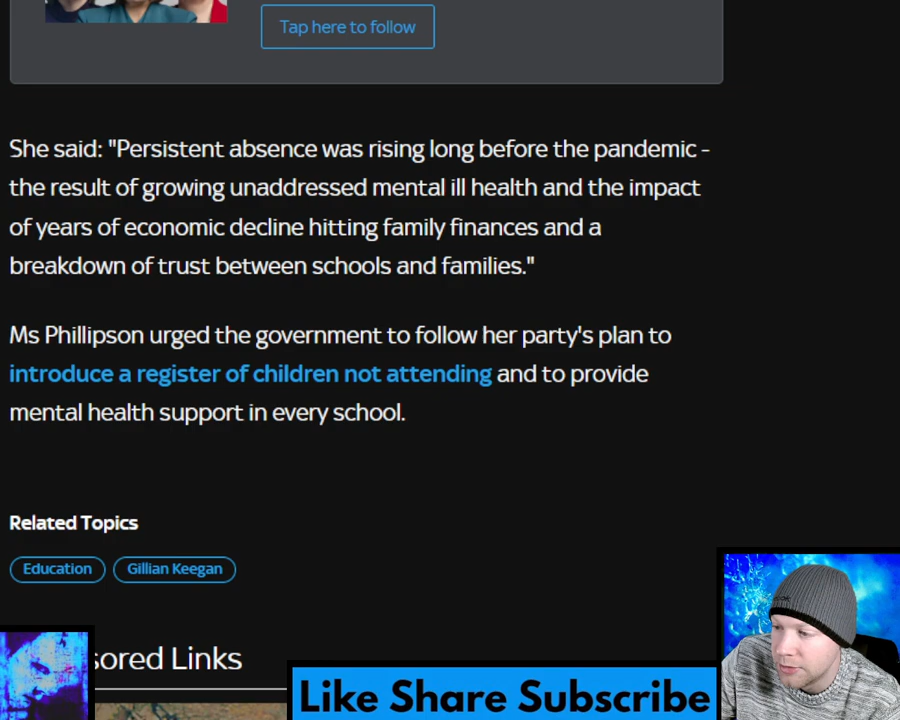 Tap here to follow
She said: "Persistent absence was rising long before the pandemic -
the result of growing unaddressed mental ill health and the impact
of years of economic decline hitting family finances and a
breakdown of trust between schools and families."
Ms Phillipson urged the government to follow her party's plan to
introduce a register of children not attending and to provide
mental health support in every school.
Related Topics
Education
Gillian Keegan
sored Links
Like Share Subscribe